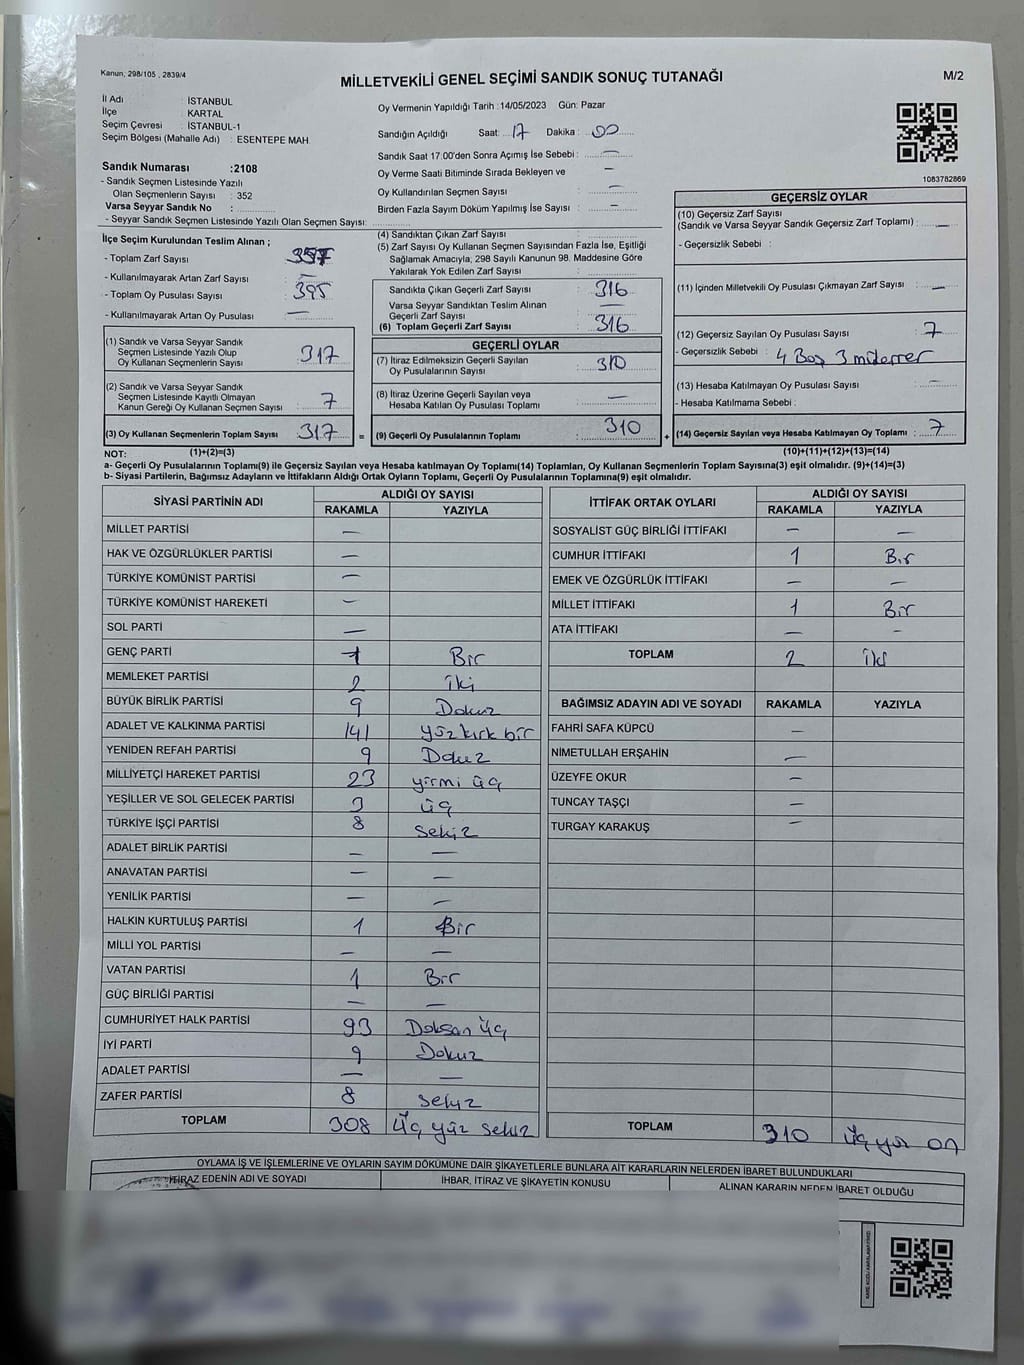 Kanun, 298/105 , 2839/4
MİLLETVEKİLİ GENEL SEÇİMİ SANDIK SONUÇ TUTANAĞI
M/2
İl Adı : İSTANBUL
İlçe : KARTAL
Seçim Çevresi : İSTANBUL-1
Seçim Bölgesi (Mahalle Adı) : ESENTEPE MAH.
Sandık Numarası :2108
- Sandık Seçmen Listesinde Yazılı
Olan Seçmenlerin Sayısı : 352
Varsa Seyyar Sandık No :
- Seyyar Sandık Seçmen Listesinde Yazılı Olan Seçmen Sayısı:
Oy Vermenin Yapıldığı Tarih :14/05/2023 Gün: Pazar
Sandığın Açıldığı Saat: 17 Dakika : 00
Sandık Saat 17.00'den Sonra Açımış İse Sebebi : —
Oy Verme Saati Bitiminde Sırada Bekleyen ve —
Oy Kullandırılan Seçmen Sayısı : —
Birden Fazla Sayım Döküm Yapılmış İse Sayısı : —
1083782869
İlçe Seçim Kurulundan Teslim Alınan ;
- Toplam Zarf Sayısı : 357
- Kullanılmayarak Artan Zarf Sayısı : —
- Toplam Oy Pusulası Sayısı : 395
- Kullanılmayarak Artan Oy Pusulası : —
(1) Sandık ve Varsa Seyyar Sandık
Seçmen Listesinde Yazılı Olup
Oy Kullanan Seçmenlerin Sayısı : 317
(2) Sandık ve Varsa Seyyar Sandık
Seçmen Listesinde Kayıtlı Olmayan
Kanun Gereği Oy Kullanan Seçmen Sayısı : 7
(3) Oy Kullanan Seçmenlerin Toplam Sayısı : 317
(4) Sandıktan Çıkan Zarf Sayısı :
(5) Zarf Sayısı Oy Kullanan Seçmen Sayısından Fazla İse, Eşitliği
Sağlamak Amacıyla; 298 Sayılı Kanunun 98. Maddesine Göre
Yakılarak Yok Edilen Zarf Sayısı :
Sandıkta Çıkan Geçerli Zarf Sayısı : 316
Varsa Seyyar Sandıktan Teslim Alınan
Geçerli Zarf Sayısı : —
(6) Toplam Geçerli Zarf Sayısı : 316
GEÇERLİ OYLAR
(7) İtiraz Edilmeksizin Geçerli Sayılan
Oy Pusulalarının Sayısı : 310
(8) İtiraz Üzerine Geçerli Sayılan veya
Hesaba Katılan Oy Pusulası Toplamı : —
= (9) Geçerli Oy Pusulalarının Toplamı : 310
GEÇERSİZ OYLAR
(10) Geçersiz Zarf Sayısı
(Sandık ve Varsa Seyyar Sandık Geçersiz Zarf Toplamı) : —
- Geçersizlik Sebebi :
(11) İçinden Milletvekili Oy Pusulası Çıkmayan Zarf Sayısı : —
(12) Geçersiz Sayılan Oy Pusulası Sayısı : 7
- Geçersizlik Sebebi : 4 Boş 3
(13) Hesaba Katılmayan Oy Pusulası Sayısı : —
- Hesaba Katılmama Sebebi :
+ (14) Geçersiz Sayılan veya Hesaba Katılmayan Oy Toplamı : 7
NOT: (1)+(2)=(3)
(10)+(11)+(12)+(13)=(14)
a- Geçerli Oy Pusulalarının Toplamı(9) ile Geçersiz Sayılan veya Hesaba katılmayan Oy Toplamı(14) Toplamları, Oy Kullanan Seçmenlerin Toplam Sayısına(3) eşit olmalıdır. (9)+(14)=(3)
b- Siyasi Partilerin, Bağımsız Adayların ve İttifakların Aldığı Ortak Oyların Toplamı, Geçerli Oy Pusulalarının Toplamına(9) eşit olmalıdır.
SİYASİ PARTİNİN ADI ALDIĞI OY SAYISI
RAKAMLA YAZIYLA
MİLLET PARTİSİ —
HAK VE ÖZGÜRLÜKLER PARTİSİ —
TÜRKİYE KOMÜNİST PARTİSİ —
TÜRKİYE KOMÜNİST HAREKETİ —
SOL PARTİ —
GENÇ PARTİ 1 Bir
MEMLEKET PARTİSİ 2 iki
BÜYÜK BİRLİK PARTİSİ 9 Dokuz
ADALET VE KALKINMA PARTİSİ 141 yüz kırk bir
YENİDEN REFAH PARTİSİ 9 Dokuz
MİLLİYETÇİ HAREKET PARTİSİ 23 yirmi üç
YEŞİLLER VE SOL GELECEK PARTİSİ 3 üç
TÜRKİYE İŞÇİ PARTİSİ 8 sekiz
ADALET BİRLİK PARTİSİ — —
ANAVATAN PARTİSİ — —
YENİLİK PARTİSİ — —
HALKIN KURTULUŞ PARTİSİ 1 Bir
MİLLİ YOL PARTİSİ — —
VATAN PARTİSİ 1 Bir
GÜÇ BİRLİĞİ PARTİSİ — —
CUMHURİYET HALK PARTİSİ 93 Doksan üç
İYİ PARTİ 9 Dokuz
ADALET PARTİSİ — —
ZAFER PARTİSİ 8 sekiz
TOPLAM 308 Üç yüz sekiz
İTTİFAK ORTAK OYLARI ALDIĞI OY SAYISI
RAKAMLA YAZIYLA
SOSYALİST GÜÇ BİRLİĞİ İTTİFAKI — —
CUMHUR İTTİFAKI 1 Bir
EMEK VE ÖZGÜRLÜK İTTİFAKI — —
MİLLET İTTİFAKI 1 Bir
ATA İTTİFAKI — —
TOPLAM 2 iki
BAĞIMSIZ ADAYIN ADI VE SOYADI RAKAMLA YAZIYLA
FAHRİ SAFA KÜPCÜ —
NİMETULLAH ERŞAHİN —
ÜZEYFE OKUR —
TUNCAY TAŞÇI —
TURGAY KARAKUŞ —
TOPLAM 310 üç yüz on
OYLAMA İŞ VE İŞLEMLERİNE VE OYLARIN SAYIM DÖKÜMÜNE DAİR ŞİKAYETLERLE BUNLARA AİT KARARLARIN NELERDEN İBARET BULUNDUKLARI
İTİRAZ EDENİN ADI VE SOYADI İHBAR, İTİRAZ VE ŞİKAYETİN KONUSU ALINAN KARARIN NEDEN İBARET OLDUĞU